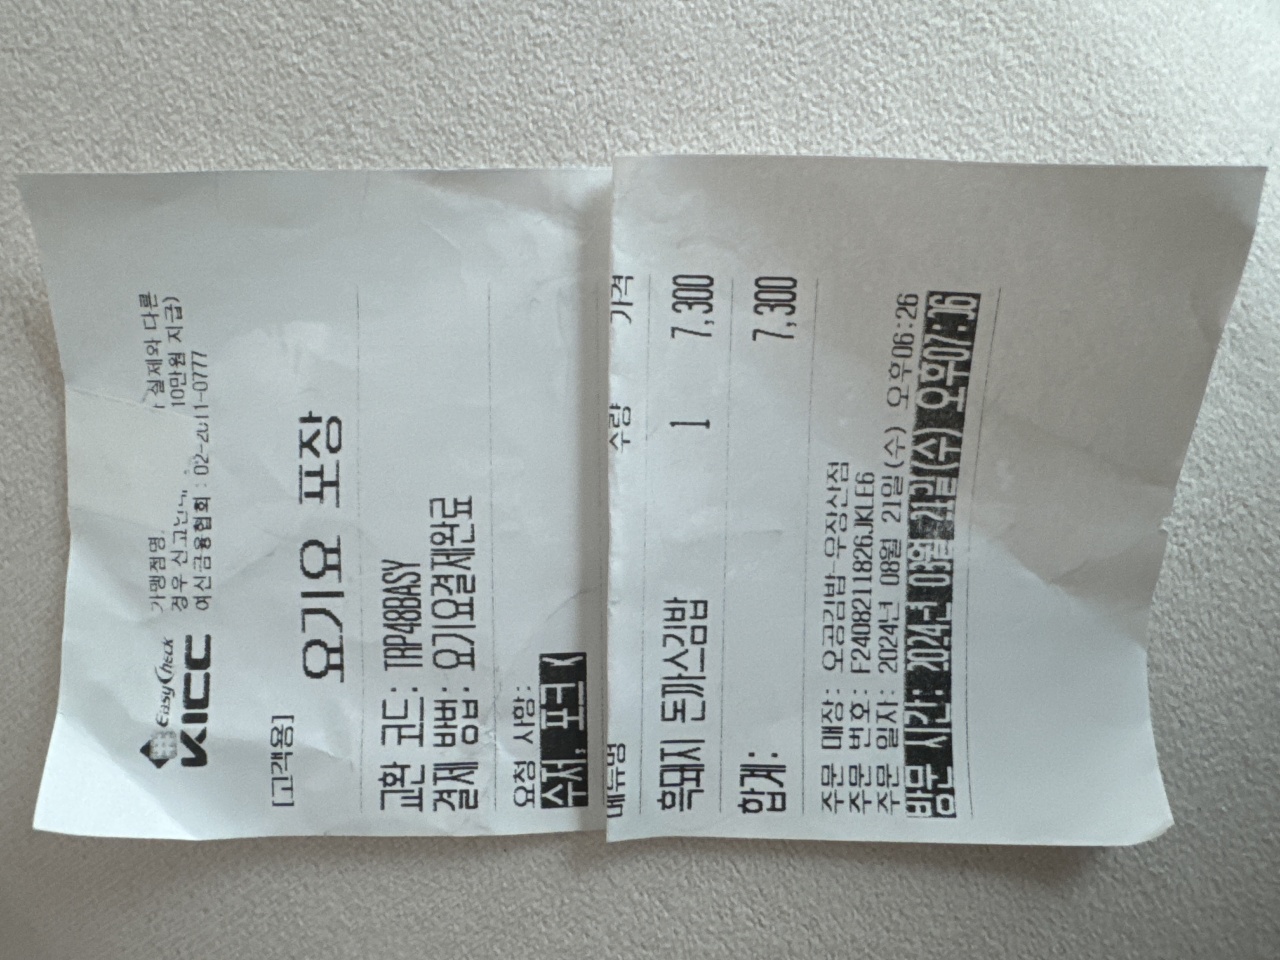 EasyCheck
KICC
가맹점명, 실제와 다른
경우 신고 10만원 지급)
여신금융협회 : 02-2011-0777
[고객용]
요기요 포장
교환 코드: TRP48BASY
결제 방법: 요기요결제완료
요청 사항:
수저, 포크 X
메뉴명 수량 가격
흑돼지 돈까스김밥 1 7,300
합계: 7,300
주문 매장: 오공김밥-우장산점
주문 번호: F2408211826JKLE6
주문 일자: 2024년 08월 21일(수) 오후06:26
방문 시간: 2024년 08월 21일(수) 오후07:06